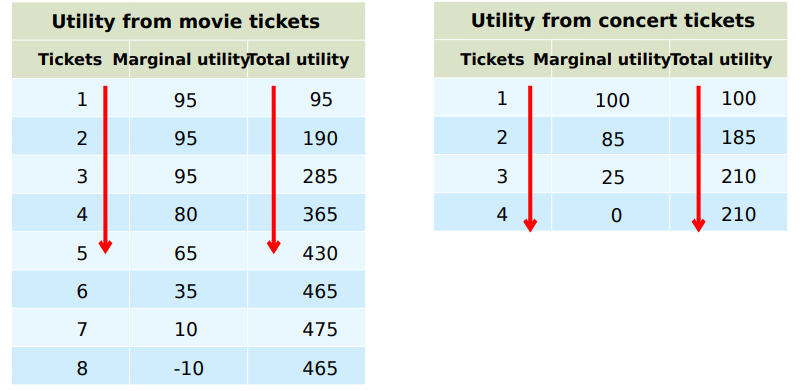 Utility from movie tickets
Tickets Marginal utility Total utility
1 95 95
2 95 190
3 95 285
4 80 365
5 65 430
6 35 465
7 10 475
8 -10 465
Utility from concert tickets
Tickets Marginal utility Total utility
1 100 100
2 85 185
3 25 210
4 0 210